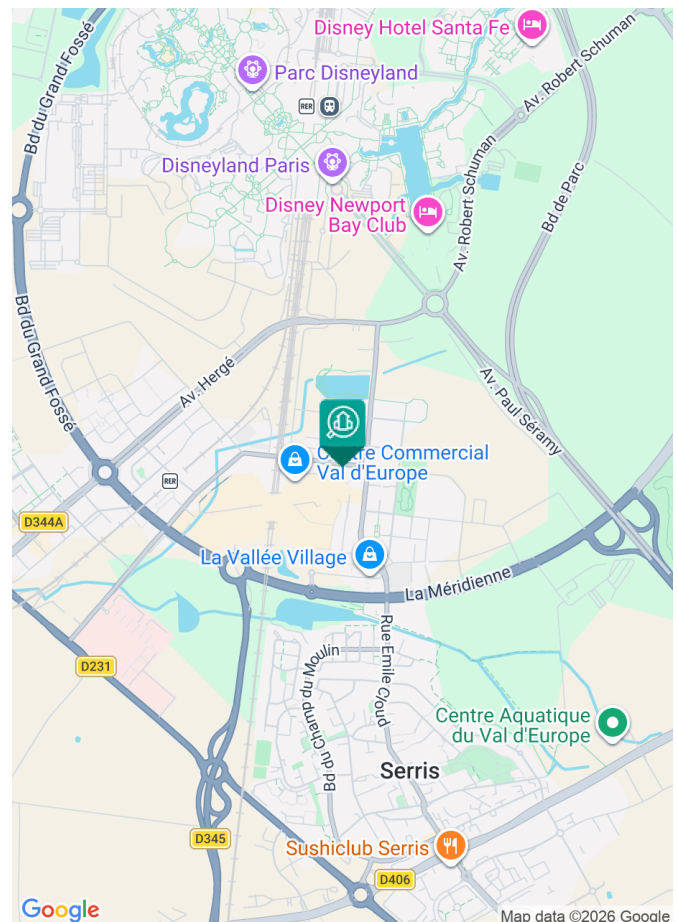 Disney Hotel Santa Fe
Bd du Grand Fossé
Parc Disneyland
Av. Robert Schuman
RER
Disneyland Paris
Disney Newport
Bay Club
Av. Robert Schuman
Bd de Parc
Bd du Grand Fossé
Av. Hergé
Av. Paul Séramy
Centre Commercial
Val d'Europe
RER
D344A
La Vallée Village
La Méridienne
D231
Rue Emile Cloud
Bd du Champ du Moulin
Centre Aquatique
du Val d'Europe
Serris
D345
Sushiclub Serris
D406
Google
Map data ©2026 Google